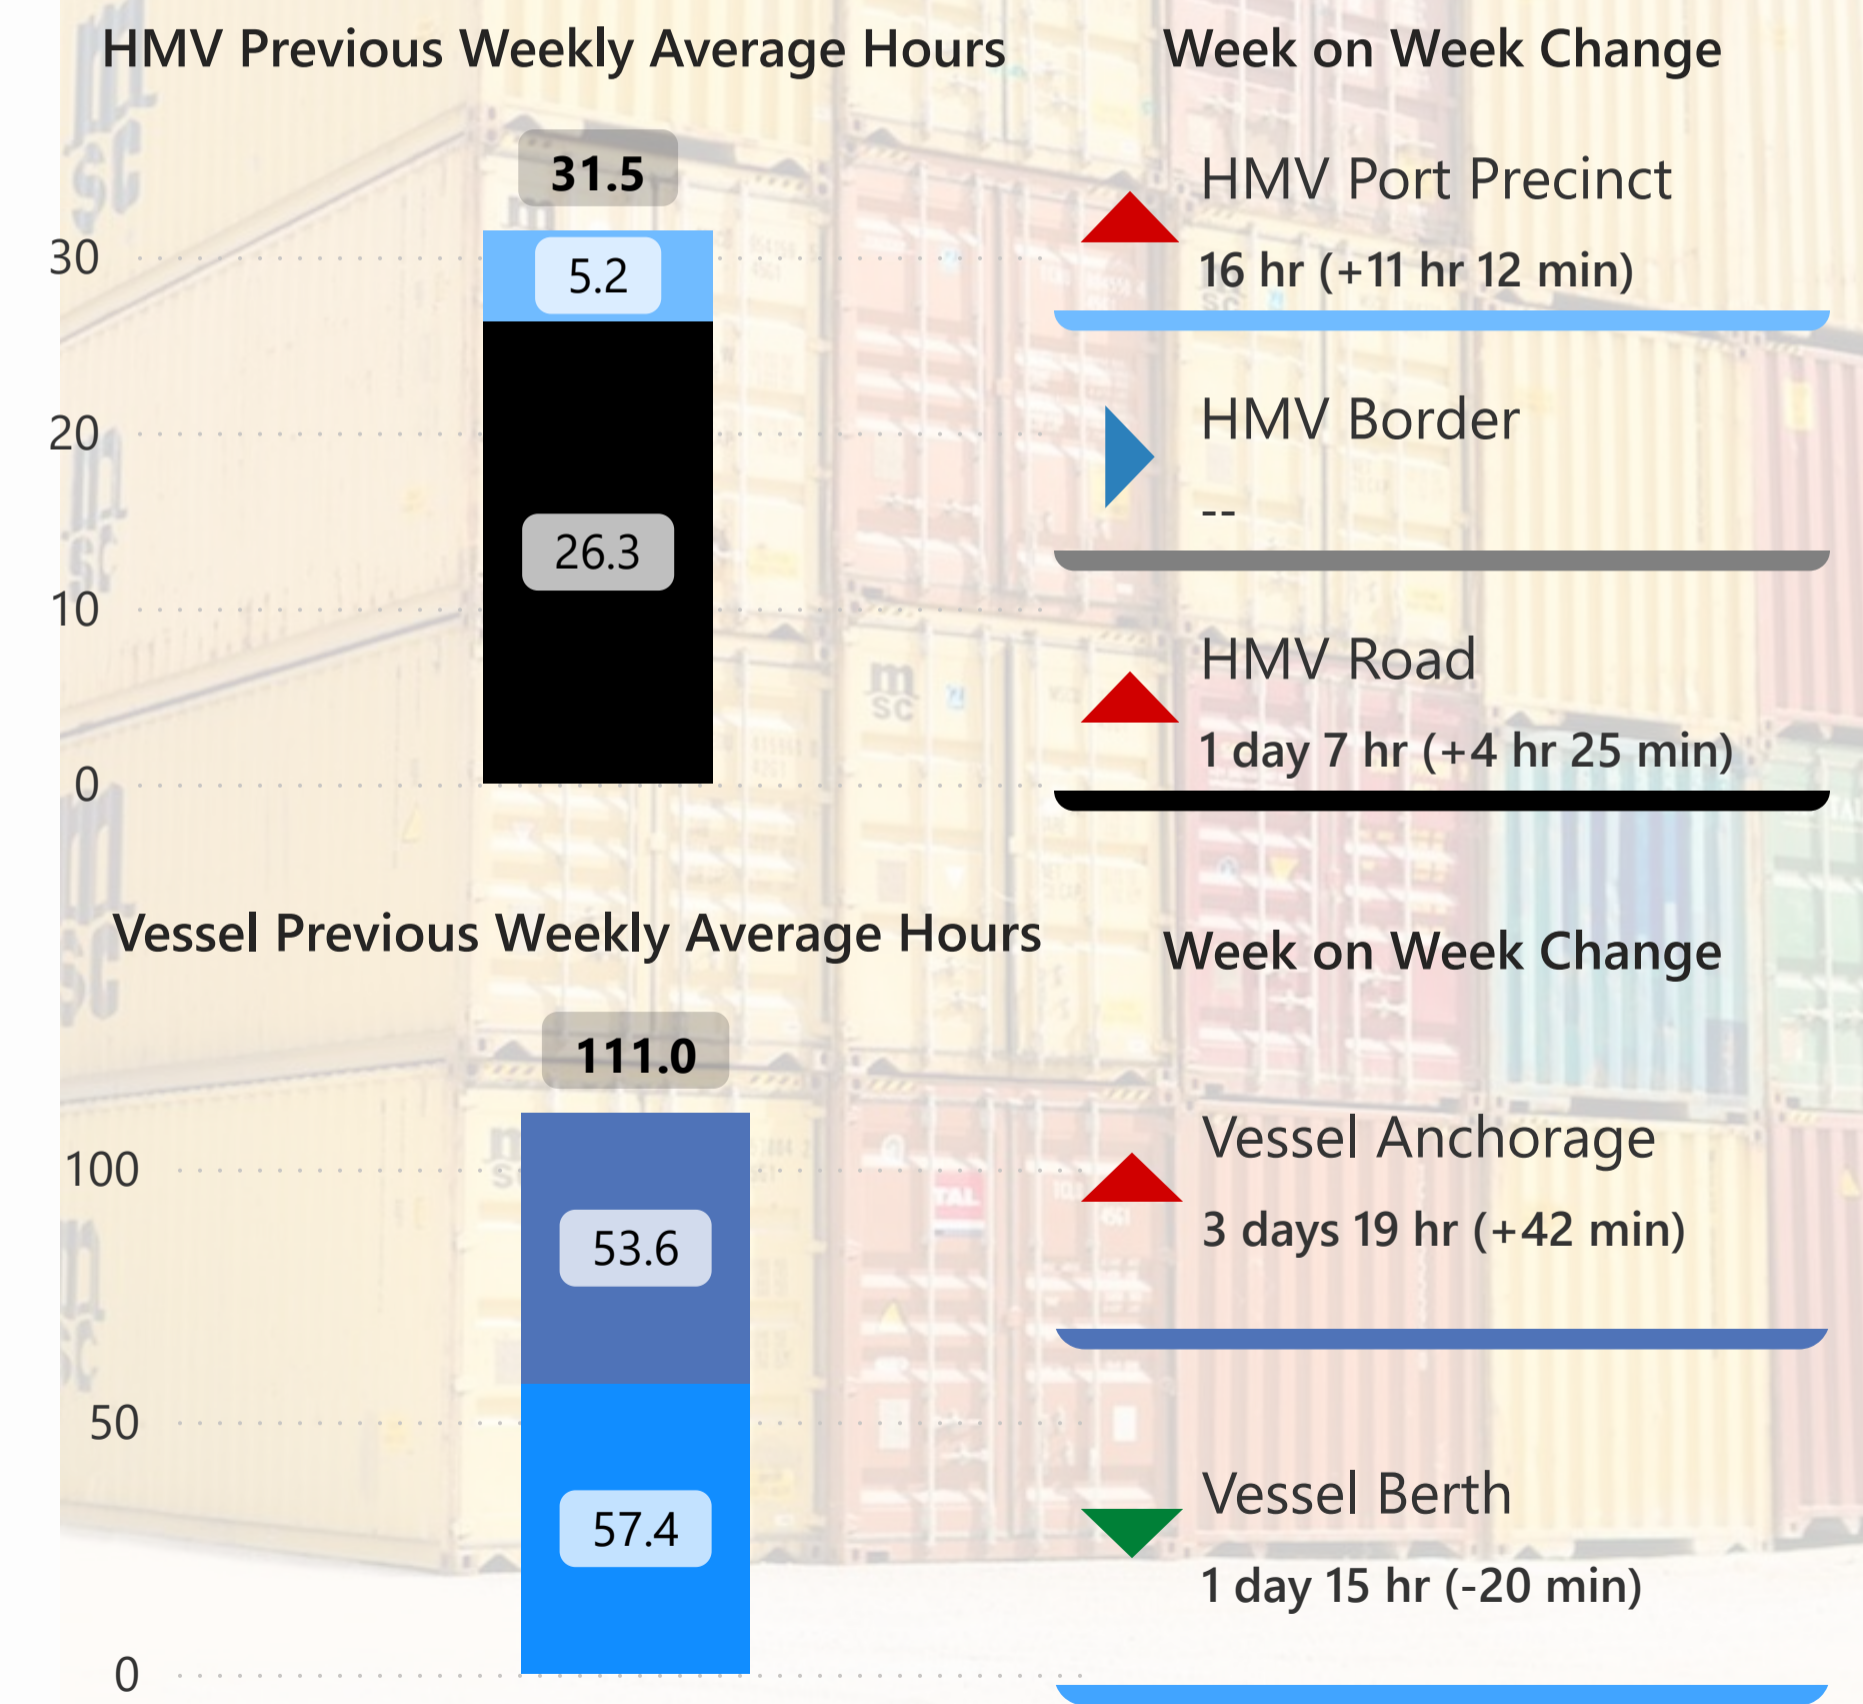 HMV Previous Weekly Average Hours
31.5
30
5.2
20
26.3
10
0
Week on Week Change
HMV Port Precinct
16 hr (+11 hr 12 min)
HMV Border
--
HMV Road
1 day 7 hr (+4 hr 25 min)
Vessel Previous Weekly Average Hours
111.0
100
53.6
50
57.4
0
Week on Week Change
Vessel Anchorage
3 days 19 hr (+42 min)
Vessel Berth
1 day 15 hr (-20 min)